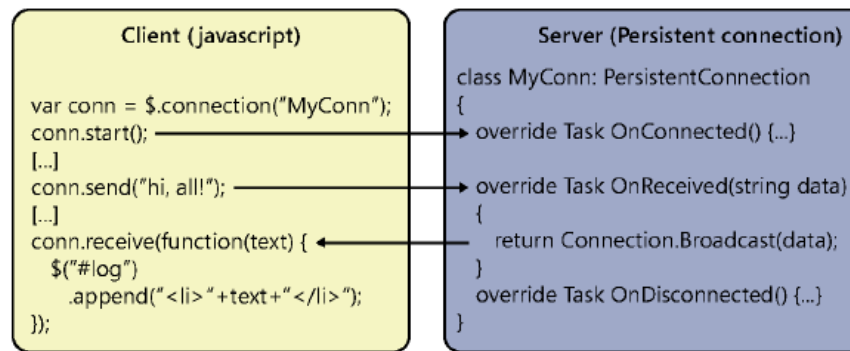 Client (javascript)
var conn = $.connection("MyConn");
conn.start();
[...]
conn.send("hi, all!");
[...]
conn.receive(function(text) {
$("#log")
.append("<li>"+text+"</li>");
});
Server (Persistent connection)
class MyConn: PersistentConnection
{
override Task OnConnected() {...}
override Task OnReceived(string data)
{
return Connection.Broadcast(data);
}
override Task OnDisconnected() {...}
}